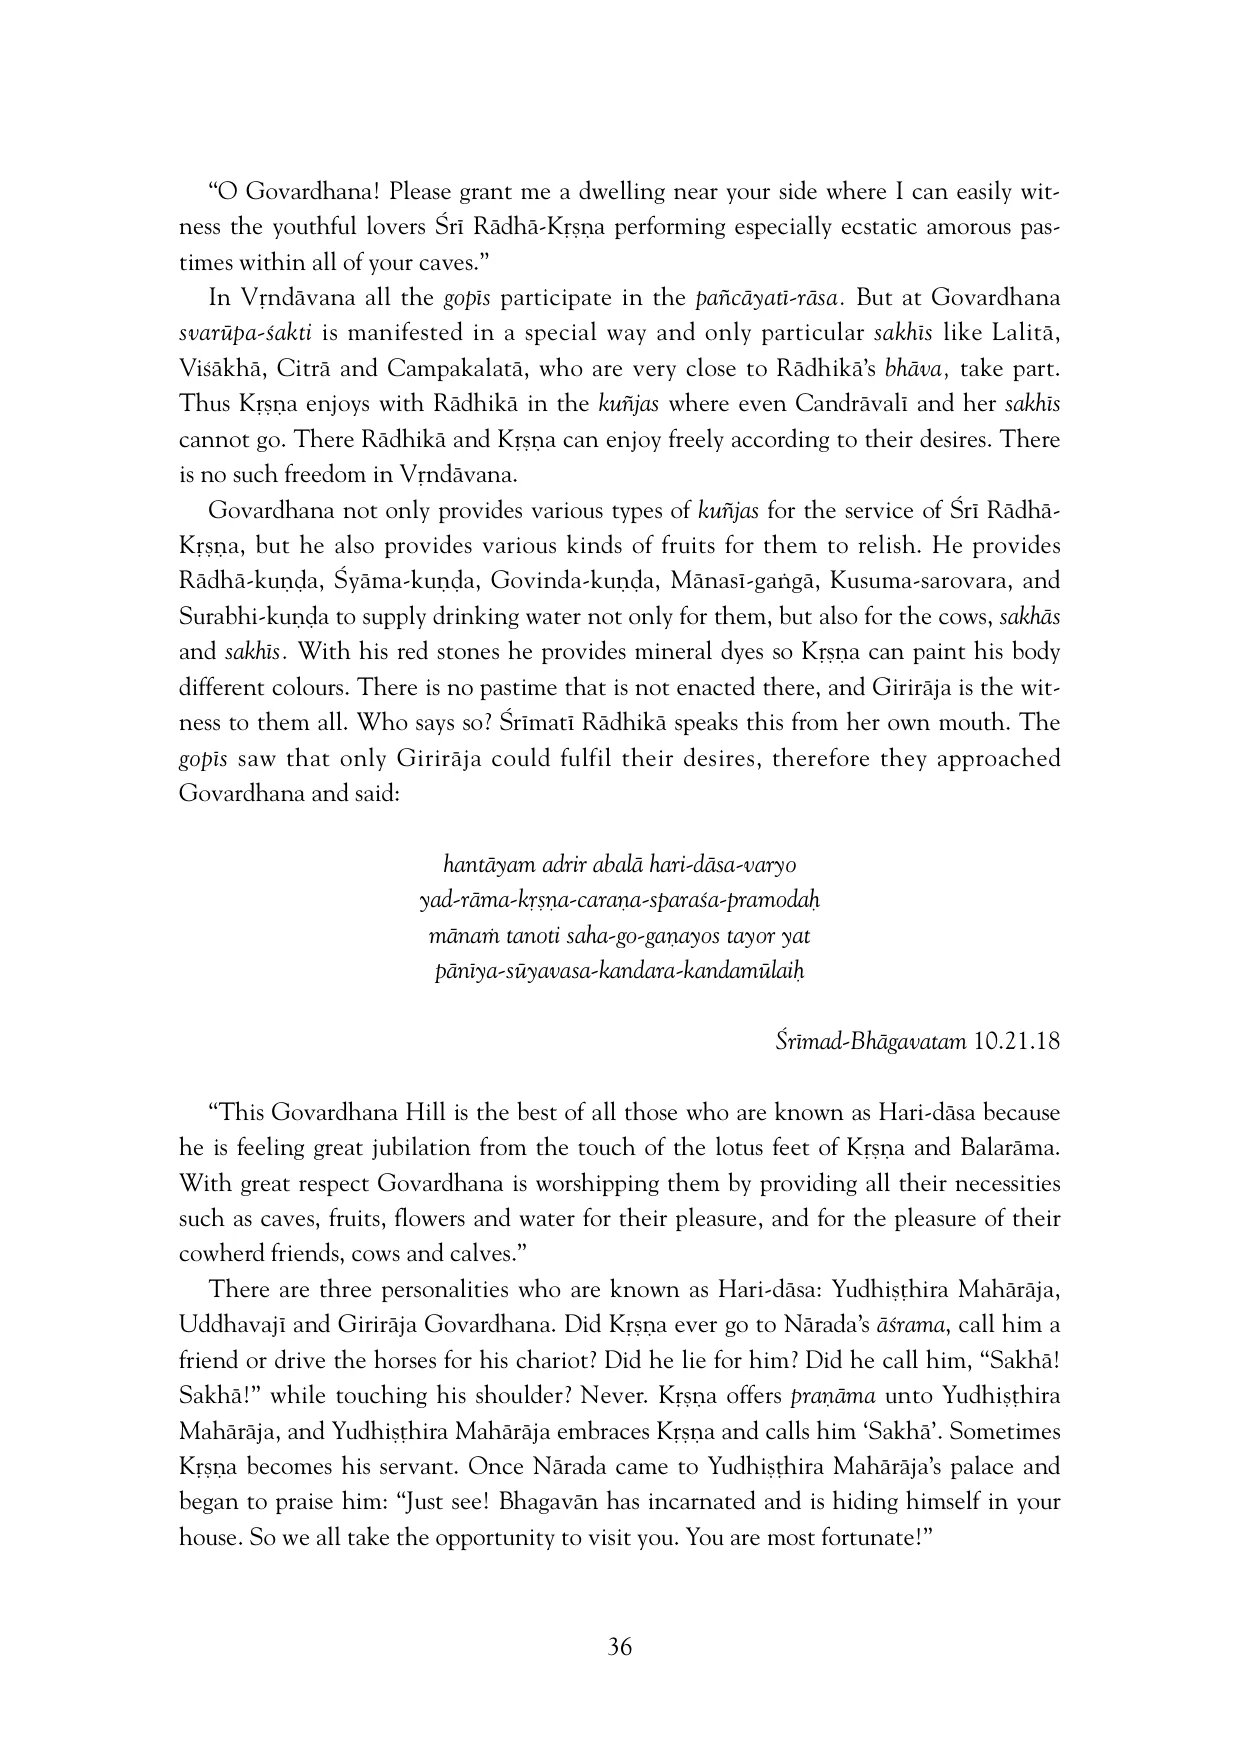 “O Govardhana! Please grant me a dwelling near your side where I can easily wit-
ness the youthful lovers Śrī Rādhā-Kṛṣṇa performing especially ecstatic amorous pas-
times within all of your caves.”
In Vṛndāvana all the gopīs participate in the pañcāyatī-rāsa. But at Govardhana
svarūpa-śakti is manifested in a special way and only particular sakhīs like Lalitā,
Viśākhā, Citrā and Campakalatā, who are very close to Rādhikā’s bhāva, take part.
Thus Kṛṣṇa enjoys with Rādhikā in the kuñjas where even Candrāvalī and her sakhīs
cannot go. There Rādhikā and Kṛṣṇa can enjoy freely according to their desires. There
is no such freedom in Vṛndāvana.
Govardhana not only provides various types of kuñjas for the service of Śrī Rādhā-
Kṛṣṇa, but he also provides various kinds of fruits for them to relish. He provides
Rādhā-kuṇḍa, Śyāma-kuṇḍa, Govinda-kuṇḍa, Mānasī-gaṅgā, Kusuma-sarovara, and
Surabhi-kuṇḍa to supply drinking water not only for them, but also for the cows, sakhās
and sakhīs. With his red stones he provides mineral dyes so Kṛṣṇa can paint his body
different colours. There is no pastime that is not enacted there, and Girirāja is the wit-
ness to them all. Who says so? Śrīmatī Rādhikā speaks this from her own mouth. The
gopīs saw that only Girirāja could fulfil their desires, therefore they approached
Govardhana and said:
hantāyam adrir abalā hari-dāsa-varyo
yad-rāma-kṛṣṇa-caraṇa-sparaśa-pramodaḥ
mānaṁ tanoti saha-go-gaṇayos tayor yat
pānīya-sūyavasa-kandara-kandamūlaiḥ
Śrīmad-Bhāgavatam 10.21.18
“This Govardhana Hill is the best of all those who are known as Hari-dāsa because
he is feeling great jubilation from the touch of the lotus feet of Kṛṣṇa and Balarāma.
With great respect Govardhana is worshipping them by providing all their necessities
such as caves, fruits, flowers and water for their pleasure, and for the pleasure of their
cowherd friends, cows and calves.”
There are three personalities who are known as Hari-dāsa: Yudhiṣṭhira Mahārāja,
Uddhavajī and Girirāja Govardhana. Did Kṛṣṇa ever go to Nārada’s āśrama, call him a
friend or drive the horses for his chariot? Did he lie for him? Did he call him, “Sakhā!
Sakhā!” while touching his shoulder? Never. Kṛṣṇa offers praṇāma unto Yudhiṣṭhira
Mahārāja, and Yudhiṣṭhira Mahārāja embraces Kṛṣṇa and calls him ‘Sakhā’. Sometimes
Kṛṣṇa becomes his servant. Once Nārada came to Yudhiṣṭhira Mahārāja’s palace and
began to praise him: “Just see! Bhagavān has incarnated and is hiding himself in your
house. So we all take the opportunity to visit you. You are most fortunate!”
36